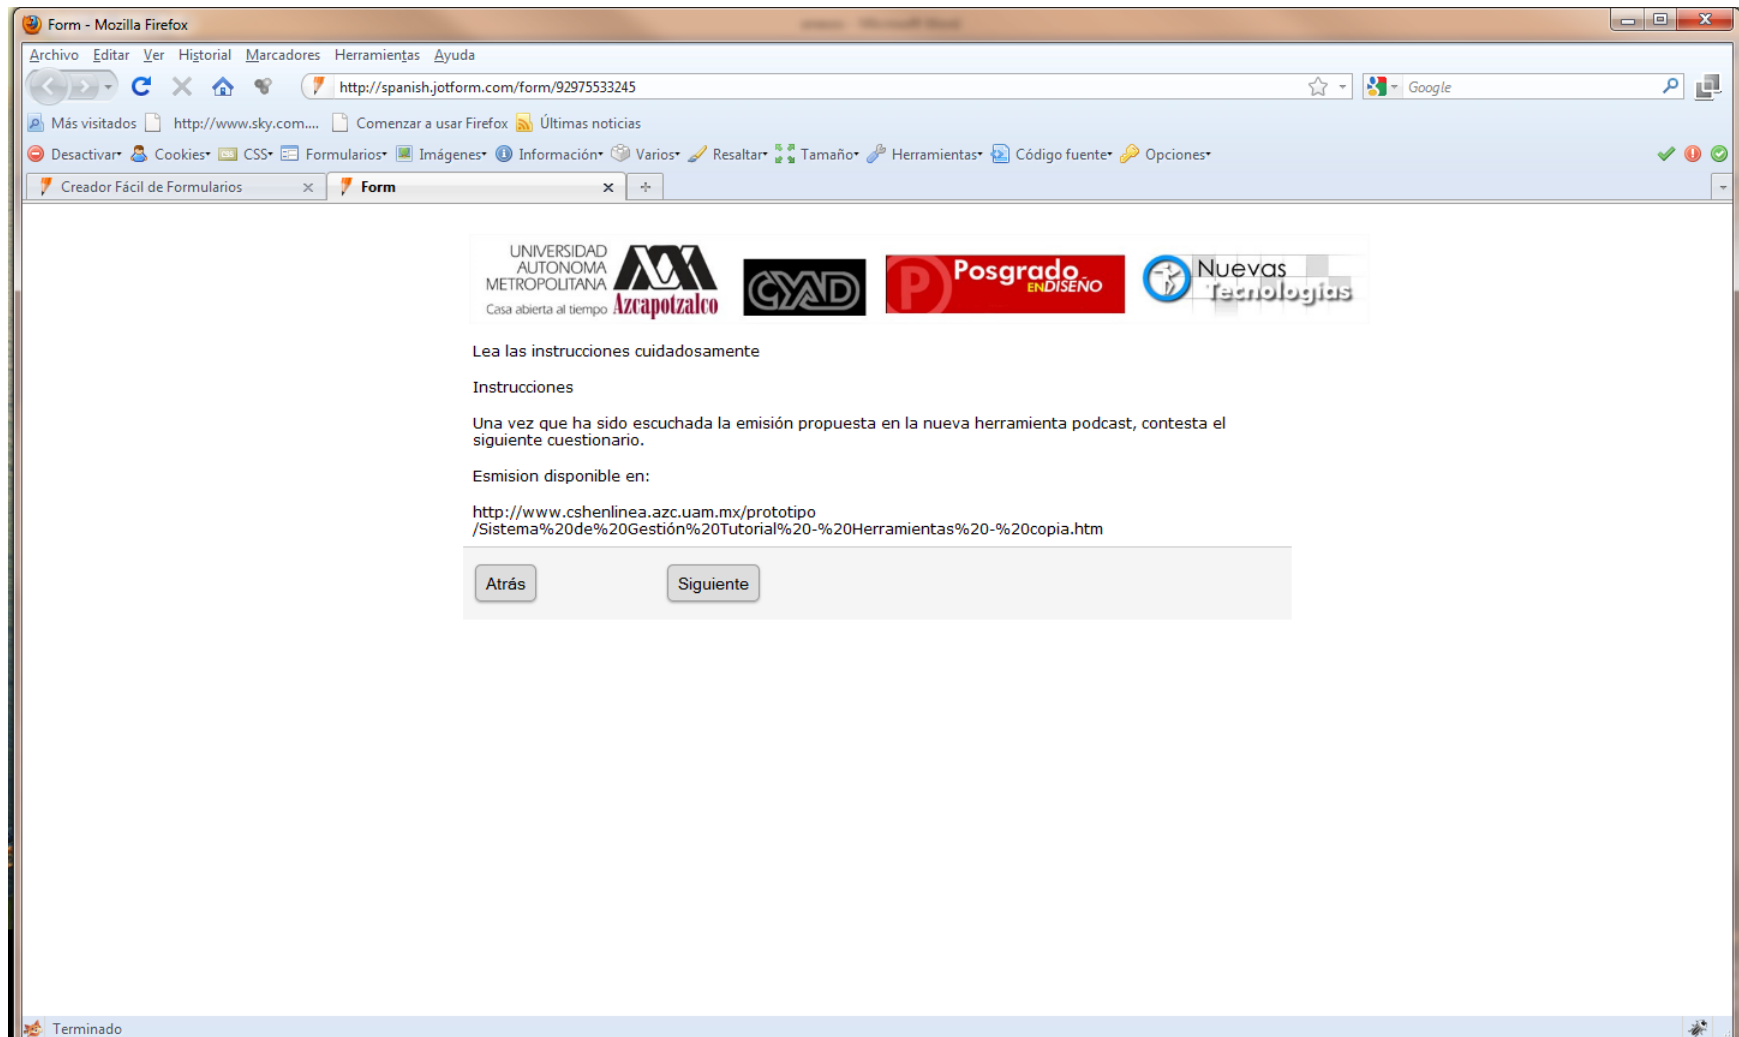 Form - Mozilla Firefox
Archivo Editar Ver Historial Marcadores Herramientas Ayuda
http://spanish.jotform.com/form/92975533245
Google
Más visitados http://www.sky.com.... Comenzar a usar Firefox Últimas noticias
Desactivar Cookies CSS Formularios Imágenes Información Varios Resaltar Tamaño Herramientas Código fuente Opciones
Creador Fácil de Formularios Form
UNIVERSIDAD
AUTONOMA
METROPOLITANA
Casa abierta al tiempo Azcapotzalco
CYAD
P Posgrado
ENDISEÑO
Nuevas
Tecnologías
Lea las instrucciones cuidadosamente
Instrucciones
Una vez que ha sido escuchada la emisión propuesta en la nueva herramienta podcast, contesta el
siguiente cuestionario.
Esmision disponible en:
http://www.cshenlinea.azc.uam.mx/prototipo
/Sistema%20de%20Gestión%20Tutorial%20-%20Herramientas%20-%20copia.htm
Atrás Siguiente
Terminado